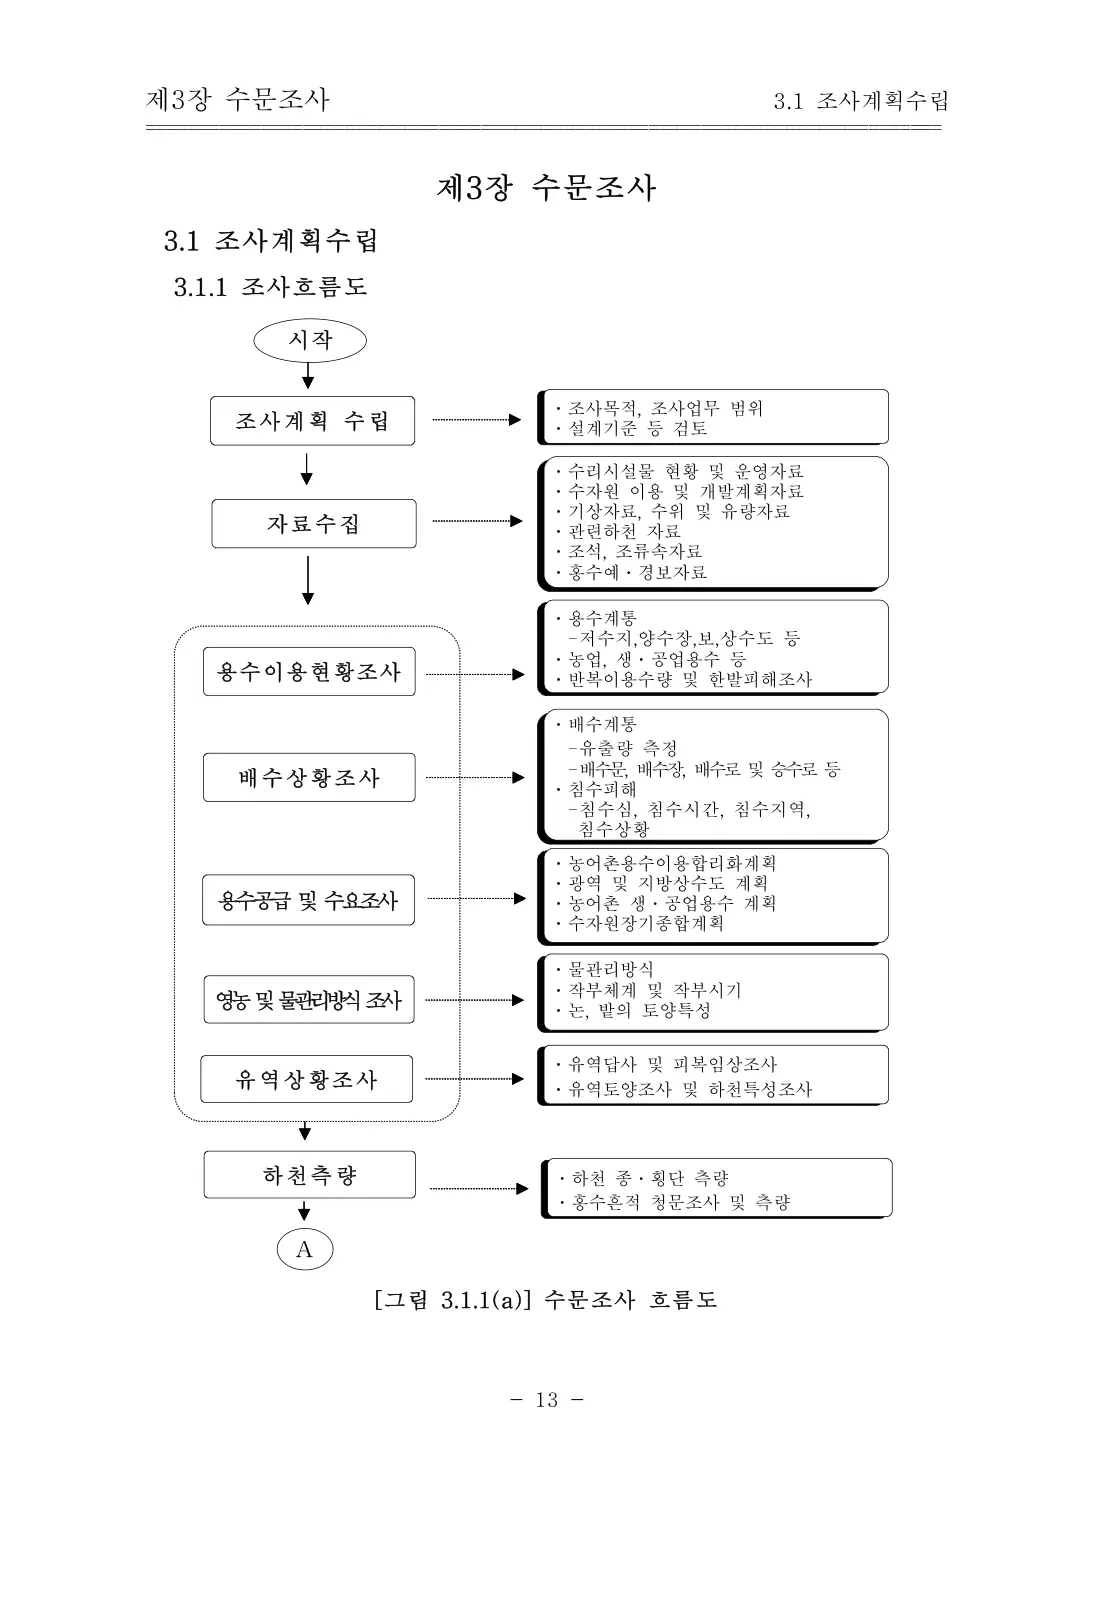 제3장 수문조사
3.1 조사계획수립
제3장 수문조사
3.1 조사계획수립
3.1.1 조사흐름도
시작
조사계획 수립
·조사목적, 조사업무 범위
·설계기준 등 검토
자료수집
·수리시설물 현황 및 운영자료
·수자원 이용 및 개발계획자료
·기상자료, 수위 및 유량자료
·관련하천 자료
·조석, 조류속자료
·홍수예·경보자료
용수이용현황조사
·용수계통
-저수지,양수장,보,상수도 등
·농업, 생·공업용수 등
·반복이용수량 및 한발피해조사
배수상황조사
·배수계통
-유출량 측정
-배수문, 배수장, 배수로 및 승수로 등
·침수피해
-침수심, 침수시간, 침수지역,
침수상황
용수공급 및 수요조사
·농어촌용수이용합리화계획
·광역 및 지방상수도 계획
·농어촌 생·공업용수 계획
·수자원장기종합계획
영농 및 물관리방식 조사
·물관리방식
·작부체계 및 작부시기
·논, 밭의 토양특성
유역상황조사
·유역답사 및 피복임상조사
·유역토양조사 및 하천특성조사
하천측량
·하천 종·횡단 측량
·홍수흔적 청문조사 및 측량
A
[그림 3.1.1(a)] 수문조사 흐름도
- 13 -